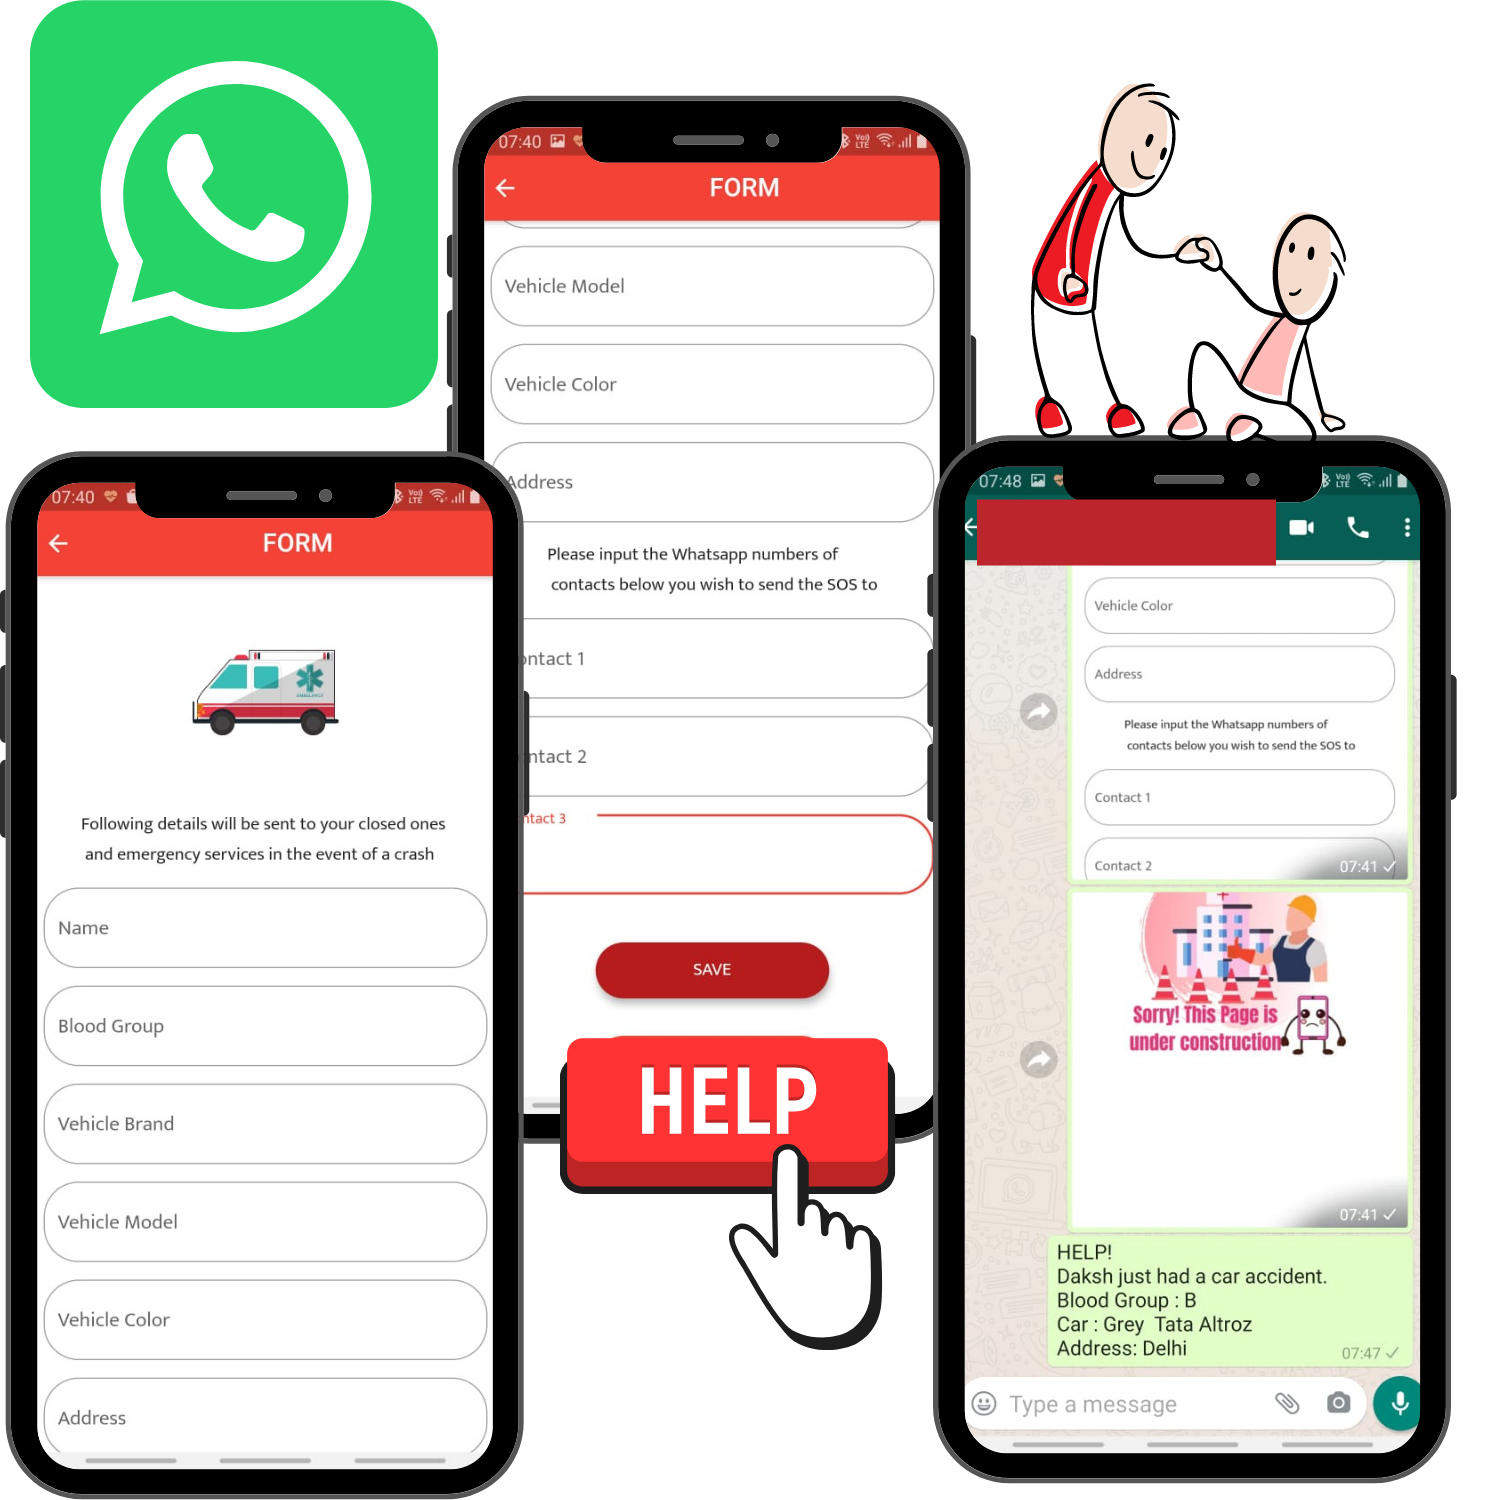 07:40
Vo)
LTE
FORM
Vehicle Model
Vehicle Color
Address
Please input the Whatsapp numbers of
contacts below you wish to send the SOS to
ontact 1
ntact 2
ntact 3
SAVE
HELP
07:40
Vo)
LTE
FORM
AMBULANCE
Following details will be sent to your closed ones
and emergency services in the event of a crash
Name
Blood Group
Vehicle Brand
Vehicle Model
Vehicle Color
Address
07:48
Vo)
LTE
Vehicle Color
Address
Please input the Whatsapp numbers of
contacts below you wish to send the SOS to
Contact 1
Contact 2
07:41
Sorry! This Page is
under construction
07:41
HELP!
Daksh just had a car accident.
Blood Group : B
Car : Grey  Tata Altroz
Address: Delhi
07:47
Type a message